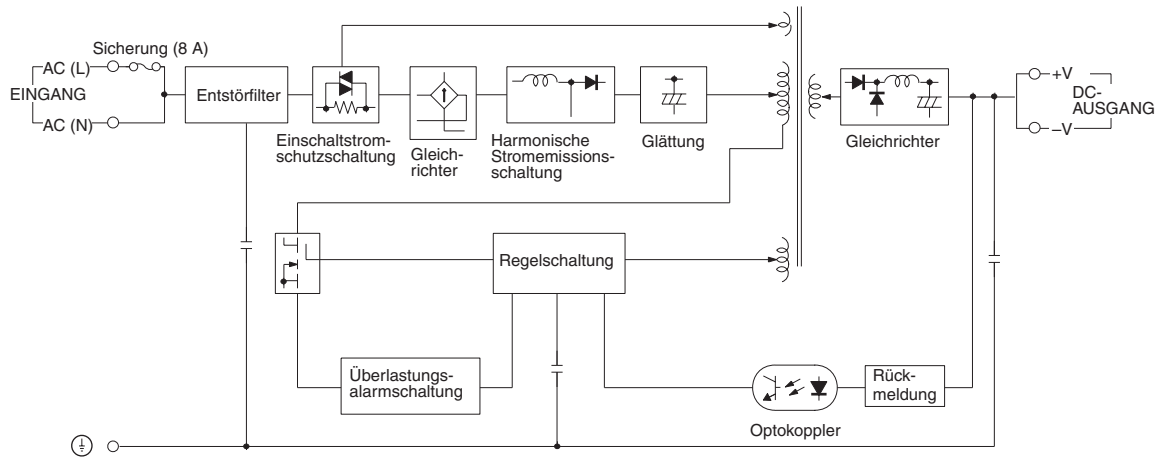 Sicherung (8 A)
AC (L)
EINGANG
AC (N)
Entstörfilter
Einschaltstrom-
schutzschaltung
Gleich-
richter
Harmonische
Stromemissions-
schaltung
Glättung
Gleichrichter
+V
DC-
AUSGANG
–V
Regelschaltung
Überlastungs-
alarmschaltung
Optokoppler
Rück-
meldung